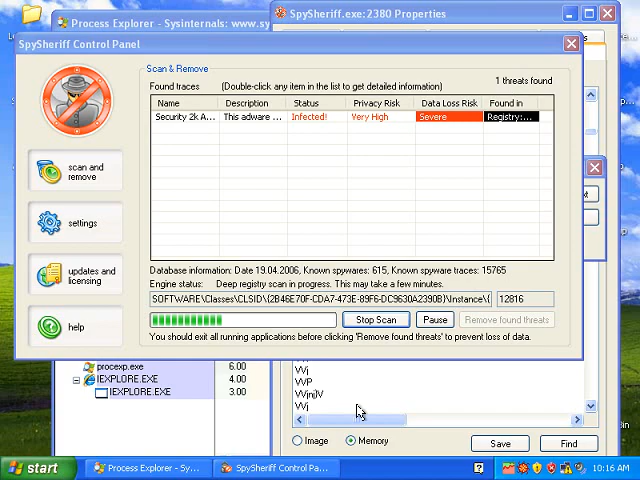 Process Explorer - Sysinternals: www.sy
SpySheriff.exe:2380 Properties
SpySheriff Control Panel
Scan & Remove
Found traces (Double-click any item in the list to get detailed information) 1 threats found
Name Description Status Privacy Risk Data Loss Risk Found in
Security 2k A... This adware ... Infected! Very High Severe Registry:...
scan and
remove
settings
updates and
licensing
help
Database information: Date 19.04.2006, Known spywares: 615, Known spyware traces: 15765
Engine status: Deep registry scan in progress. This may take a few minutes.
SOFTWARE\Classes\CLSID\{2B46E70F-CDA7-473E-89F6-DC9630A2390B}\Instance\{ 12816
Stop Scan Pause Remove found threats
You should exit all running applications before clicking 'Remove found threats' to prevent loss of data.
procexp.exe 6.00
IEXPLORE.EXE 4.00
IEXPLORE.EXE 3.00
VVj
VVP
VVjnjjV
VVj
Image Memory Save Find
start Process Explorer - Sy... SpySheriff Control Pa... 10:16 AM